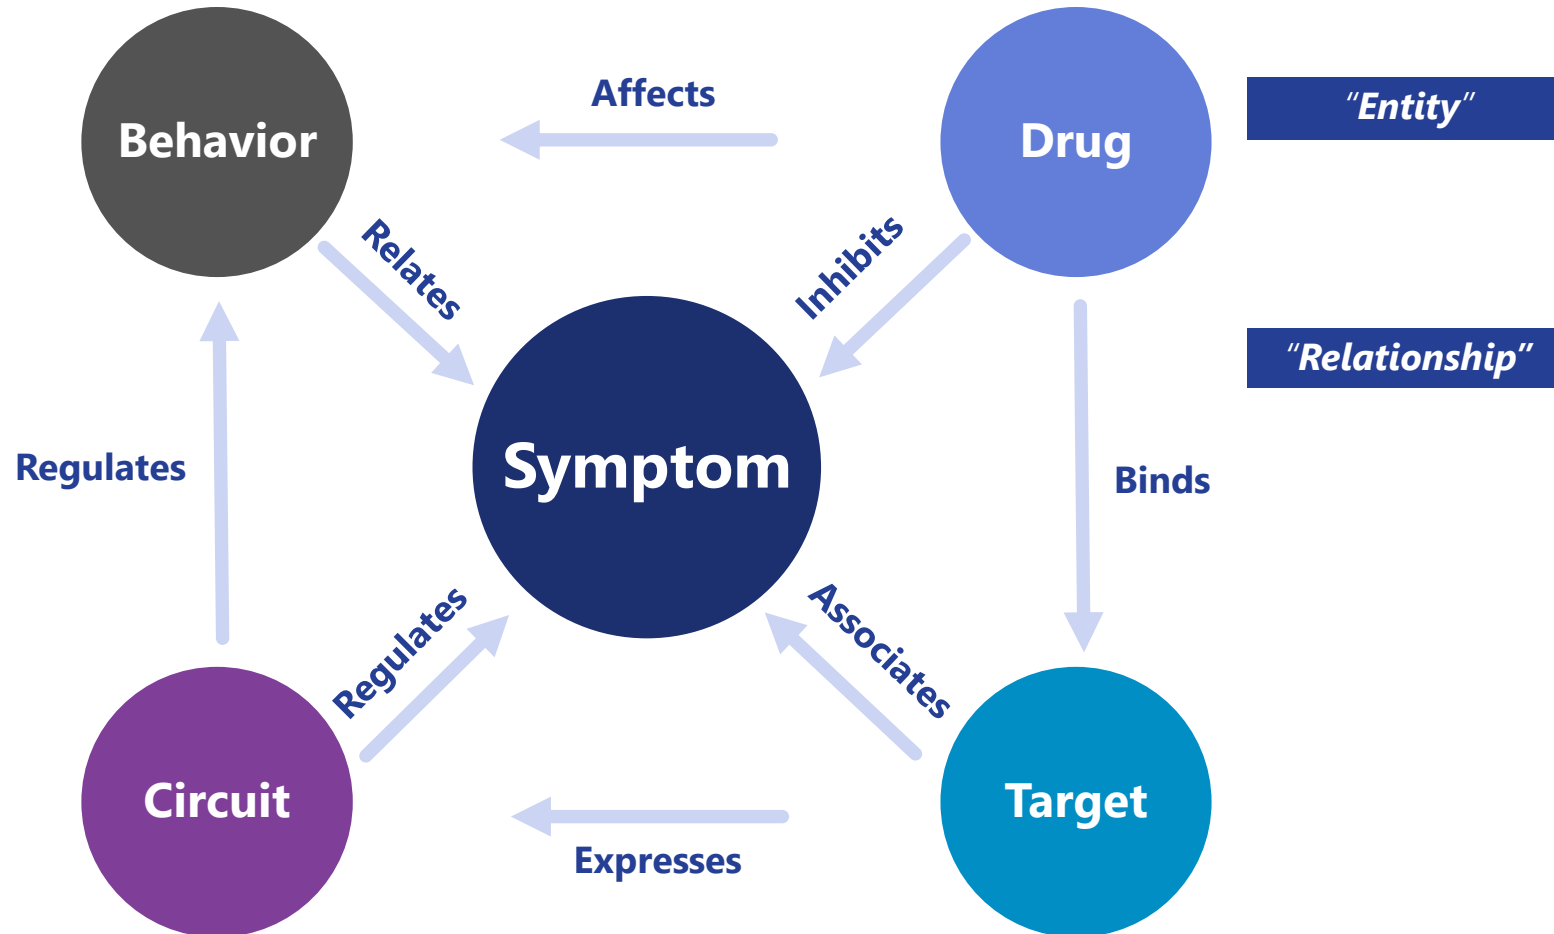 Affects
Behavior
Drug
"Entity"
Relates
Inhibits
"Relationship"
Symptom
Regulates
Binds
Regulates
Associates
Circuit
Target
Expresses